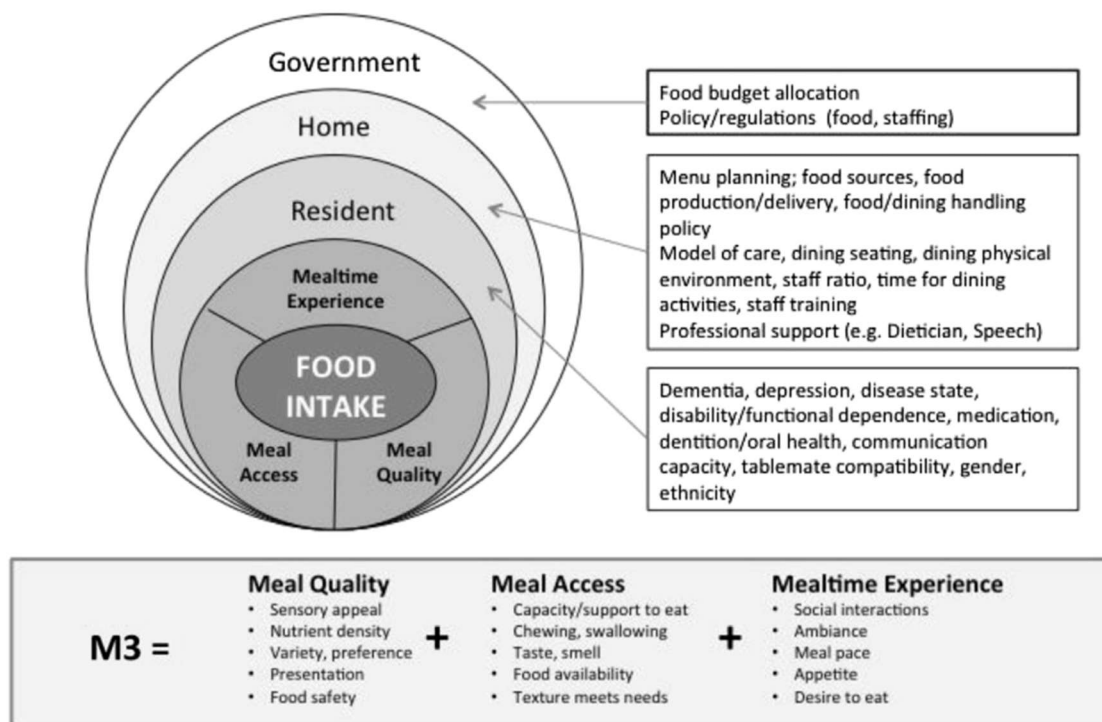 Government
Home
Resident
Mealtime
Experience
FOOD
INTAKE
Meal
Access
Meal
Quality
Food budget allocation
Policy/regulations (food, staffing)
Menu planning; food sources, food
production/delivery, food/dining handling
policy
Model of care, dining seating, dining physical
environment, staff ratio, time for dining
activities, staff training
Professional support (e.g. Dietician, Speech)
Dementia, depression, disease state,
disability/functional dependence, medication,
dentition/oral health, communication
capacity, tablemate compatibility, gender,
ethnicity
M3 =
Meal Quality
• Sensory appeal
• Nutrient density
• Variety, preference
• Presentation
• Food safety
+
Meal Access
• Capacity/support to eat
• Chewing, swallowing
• Taste, smell
• Food availability
• Texture meets needs
+
Mealtime Experience
• Social interactions
• Ambiance
• Meal pace
• Appetite
• Desire to eat